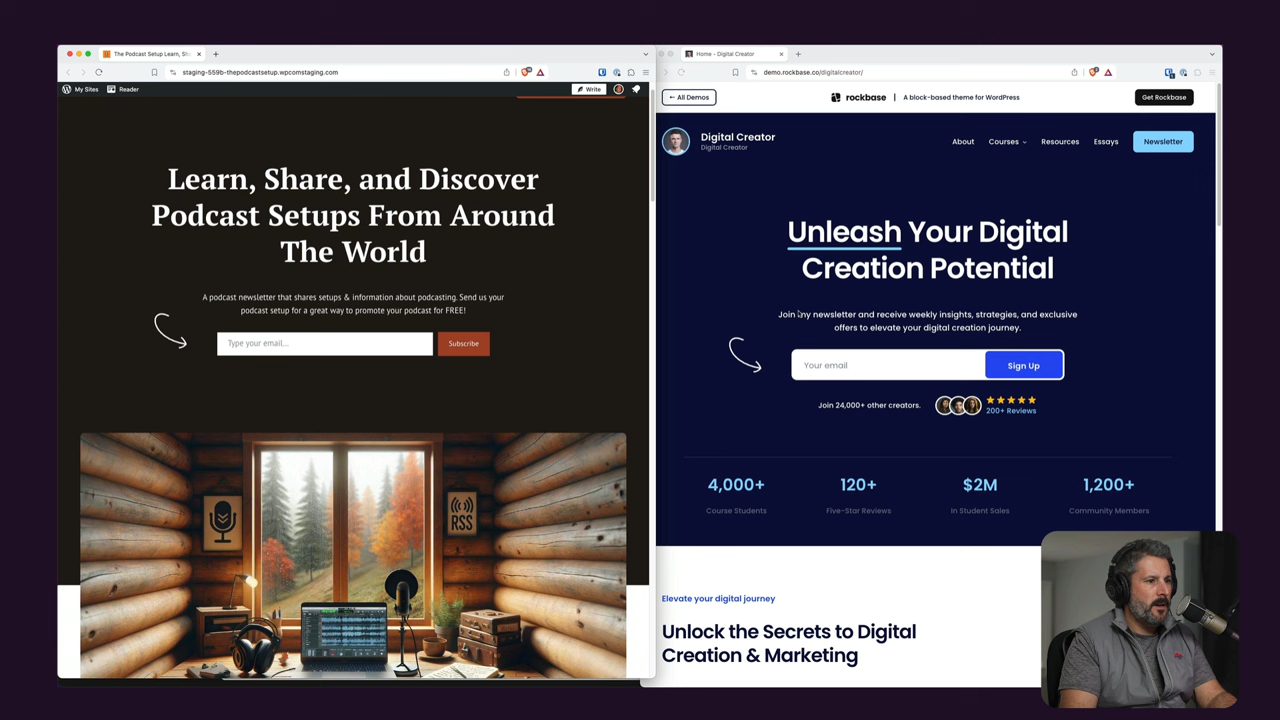 The Podcast Setup Learn, Sh
staging-559b-thepodcastsetup.wpcomstaging.com
My Sites
Reader
Write
Learn, Share, and Discover
Podcast Setups From Around
The World
A podcast newsletter that shares setups & information about podcasting. Send us your
podcast setup for a great way to promote your podcast for FREE!
Type your email...
Subscribe
RSS
Home - Digital Creator
demo.rockbase.co/digitalcreator/
← All Demos
rockbase | A block-based theme for WordPress
Get Rockbase
Digital Creator
Digital Creator
About
Courses
Resources
Essays
Newsletter
Unleash Your Digital
Creation Potential
Join my newsletter and receive weekly insights, strategies, and exclusive
offers to elevate your digital creation journey.
Your email
Sign Up
Join 24,000+ other creators.
200+ Reviews
4,000+
Course Students
120+
Five-Star Reviews
$2M
In Student Sales
1,200+
Community Members
Elevate your digital journey
Unlock the Secrets to Digital
Creation & Marketing